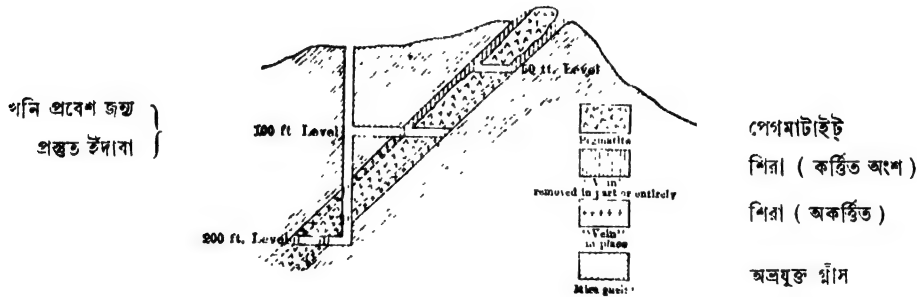 খনি প্রবেশ জন্য
প্রস্তুত ইঁদারা
50 ft. Level
100 ft Level
200 ft. Level
Pegmatite
removed in part or entirely
"Vein"
in place
Mica gneiss
পেগমাটাইট্
শিরা ( কর্ত্তিত অংশ )
শিরা ( অকর্ত্তিত )
অভ্রযুক্ত গ্নীস